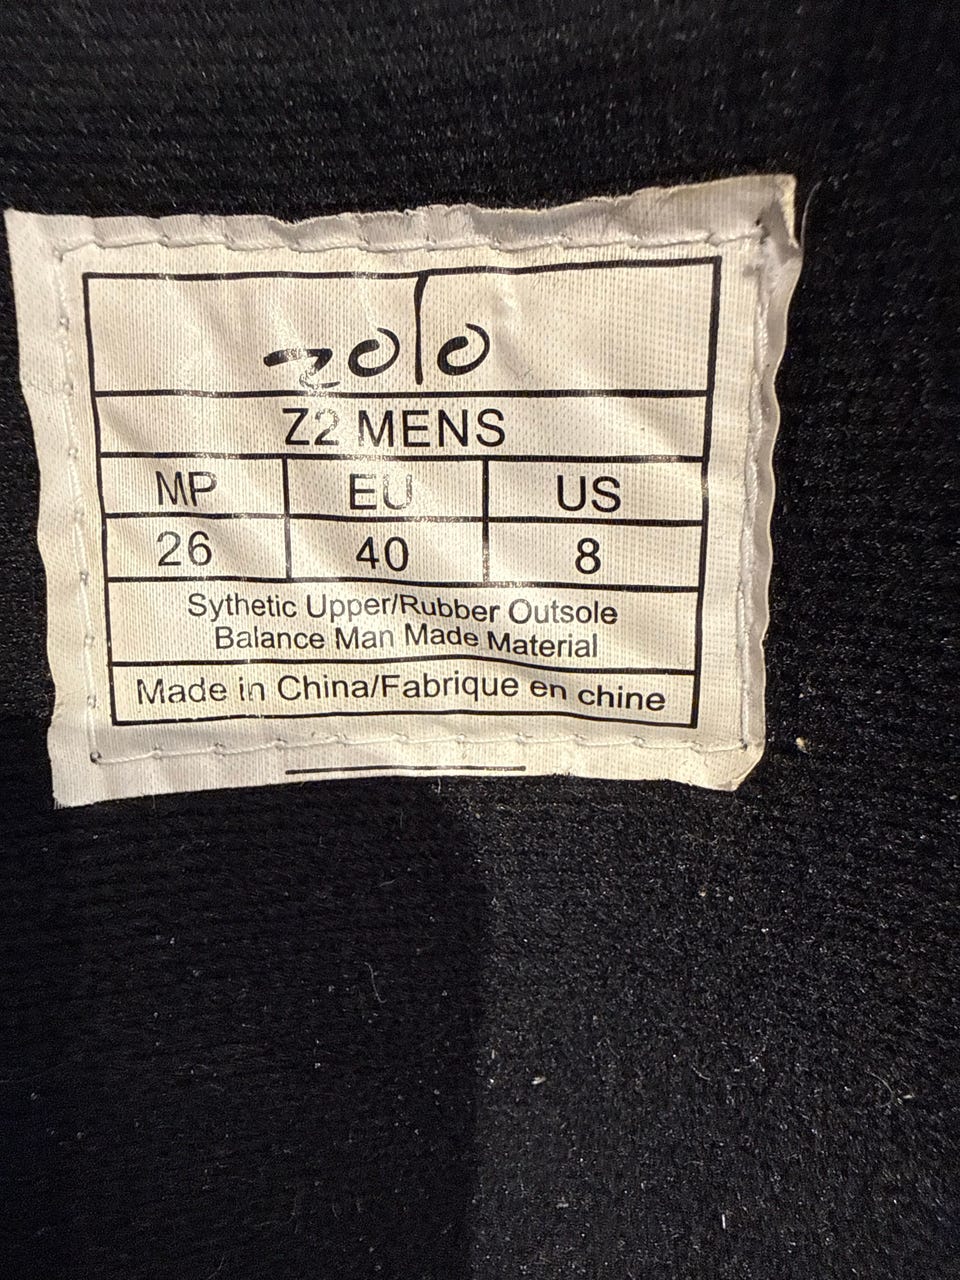 zolo
Z2 MENS
MP EU US
26 40 8
Sythetic Upper/Rubber Outsole
Balance Man Made Material
Made in China/Fabrique en chine